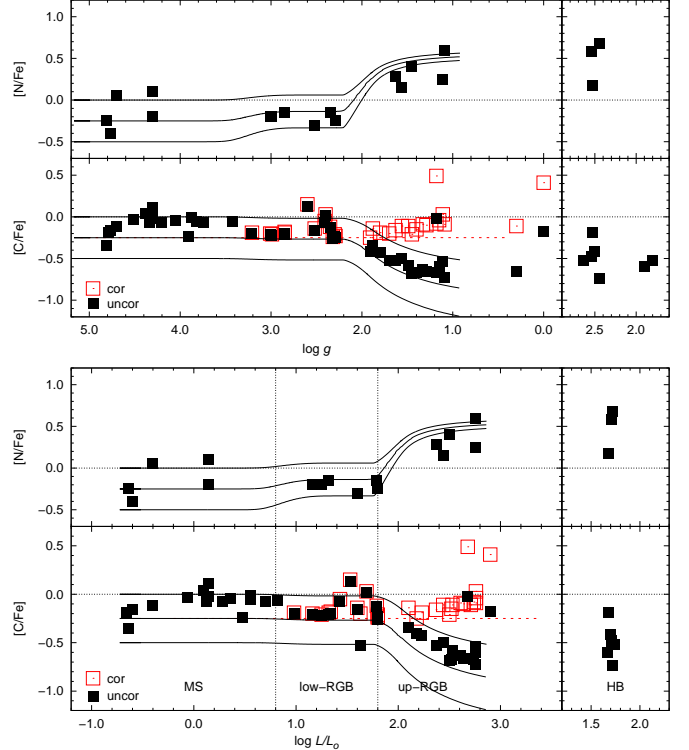 1.0
0.5
0.0
−0.5
[N/Fe]
0.5
0.0
−0.5
−1.0
[C/Fe]
cor
uncor
5.0 4.0 3.0 2.0 1.0 0.0 2.5 2.0
log g
1.0
0.5
0.0
−0.5
[N/Fe]
0.5
0.0
−0.5
−1.0
[C/Fe]
cor
uncor
MS low−RGB up−RGB HB
−1.0 0.0 1.0 2.0 3.0 1.5 2.0
log L/Lo